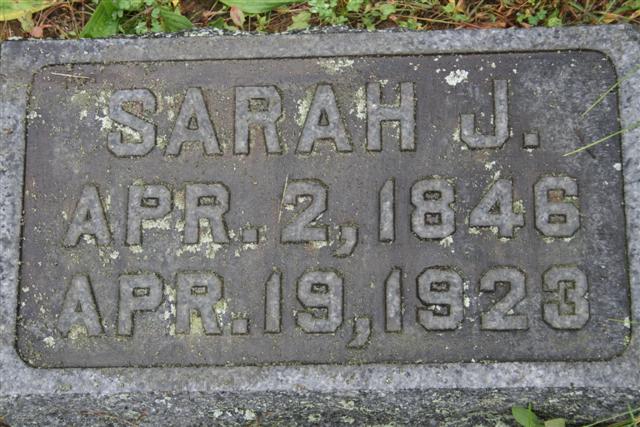 SARAH J.
APR. 2, 1846
APR. 19, 1923